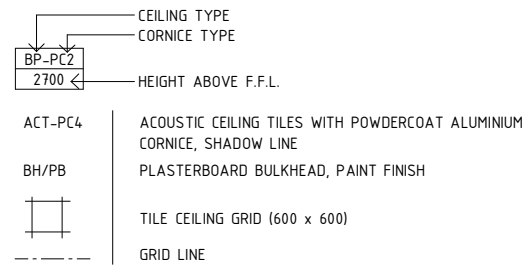 CEILING TYPE
CORNICE TYPE
BP-PC2
2700
HEIGHT ABOVE F.F.L.
ACT-PC4
ACOUSTIC CEILING TILES WITH POWDERCOAT ALUMINIUM
CORNICE, SHADOW LINE
BH/PB
PLASTERBOARD BULKHEAD, PAINT FINISH
TILE CEILING GRID (600 x 600)
GRID LINE